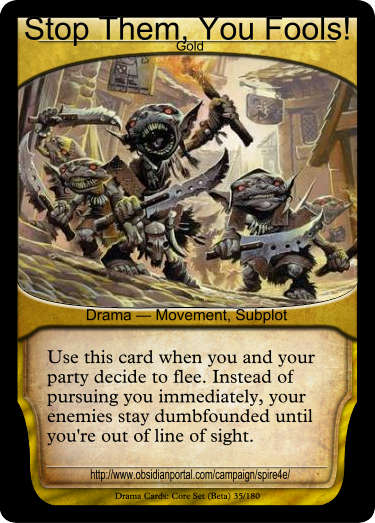 Stop Them, You Fools!
Gold
Drama — Movement, Subplot
Use this card when you and your
party decide to flee. Instead of
pursuing you immediately, your
enemies stay dumbfounded until
you're out of line of sight.
http://www.obsidianportal.com/campaign/spire4e/
Drama Cards: Core Set (Beta) 35/180